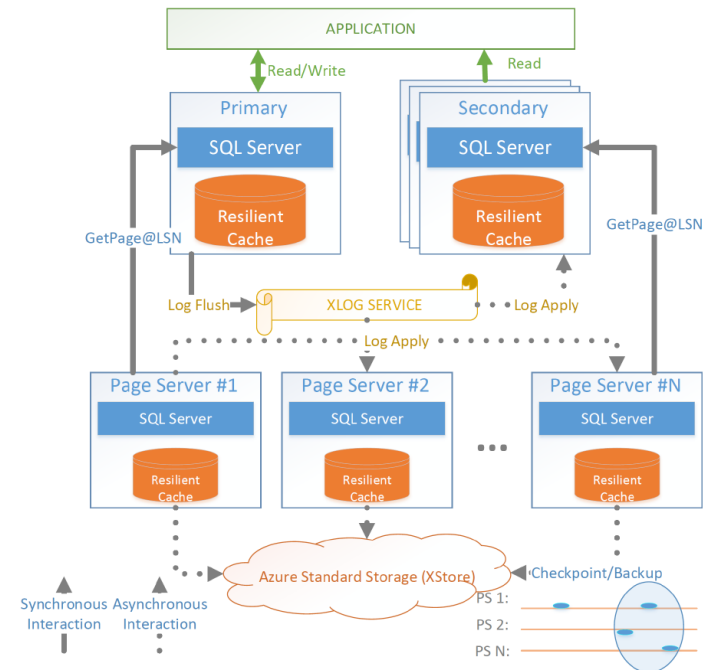 APPLICATION
Read/Write
Read
Primary
Secondary
SQL Server
SQL Server
Resilient
Cache
Resilient
Cache
GetPage@LSN
GetPage@LSN
Log Flush
XLOG SERVICE
Log Apply
Log Apply
Page Server #1
Page Server #2
Page Server #N
SQL Server
SQL Server
SQL Server
Resilient
Cache
Resilient
Cache
Resilient
Cache
Azure Standard Storage (XStore)
Checkpoint/Backup
Synchronous
Interaction
Asynchronous
Interaction
PS 1:
PS 2:
PS N: